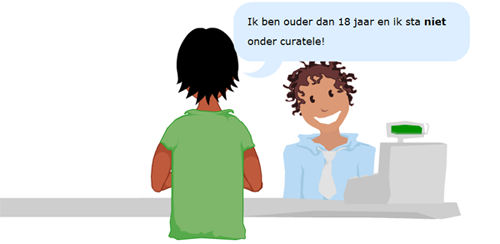 Ik ben ouder dan 18 jaar en ik sta niet
onder curatele!